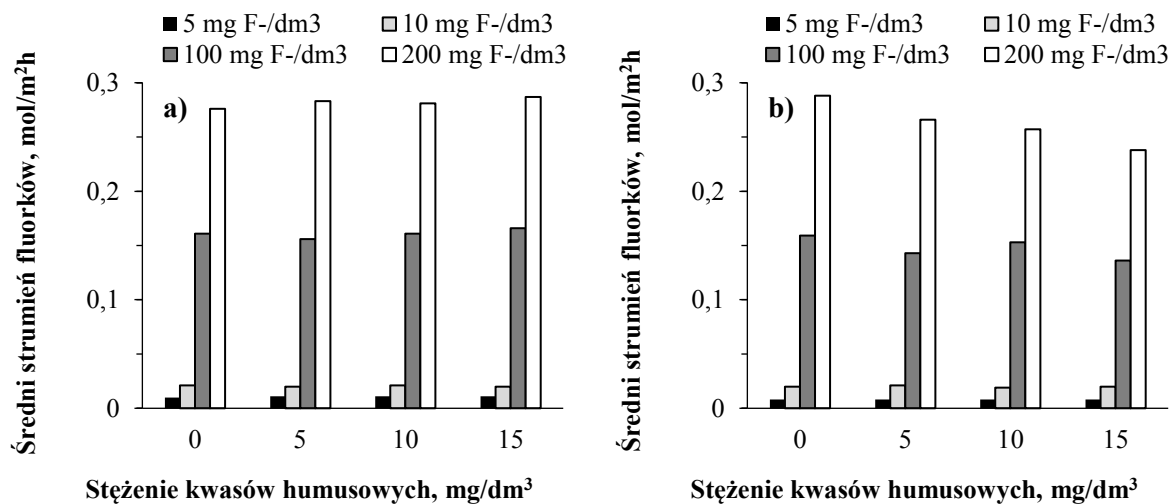 5 mg F-/dm3 10 mg F-/dm3
100 mg F-/dm3 200 mg F-/dm3
a)
Średni strumień fluorków, mol/m²h
0,3
0,2
0,1
0
0 5 10 15
Stężenie kwasów humusowych, mg/dm³
5 mg F-/dm3 10 mg F-/dm3
100 mg F-/dm3 200 mg F-/dm3
b)
Średni strumień fluorków, mol/m²h
0,3
0,2
0,1
0
0 5 10 15
Stężenie kwasów humusowych, mg/dm³